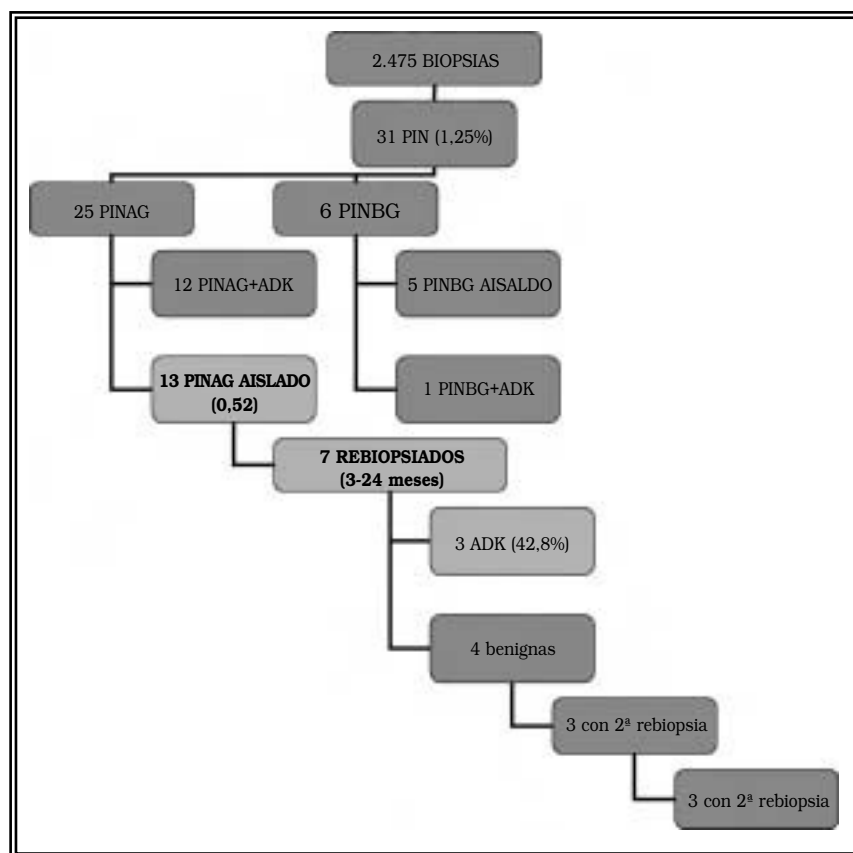 2.475 BIOPSIAS
31 PIN (1,25%)
25 PINAG
6 PINBG
12 PINAG+ADK
5 PINBG AISALDO
13 PINAG AISLADO
(0,52)
1 PINBG+ADK
7 REBIOPSIADOS
(3-24 meses)
3 ADK (42,8%)
4 benignas
3 con 2ª rebiopsia
3 con 2ª rebiopsia